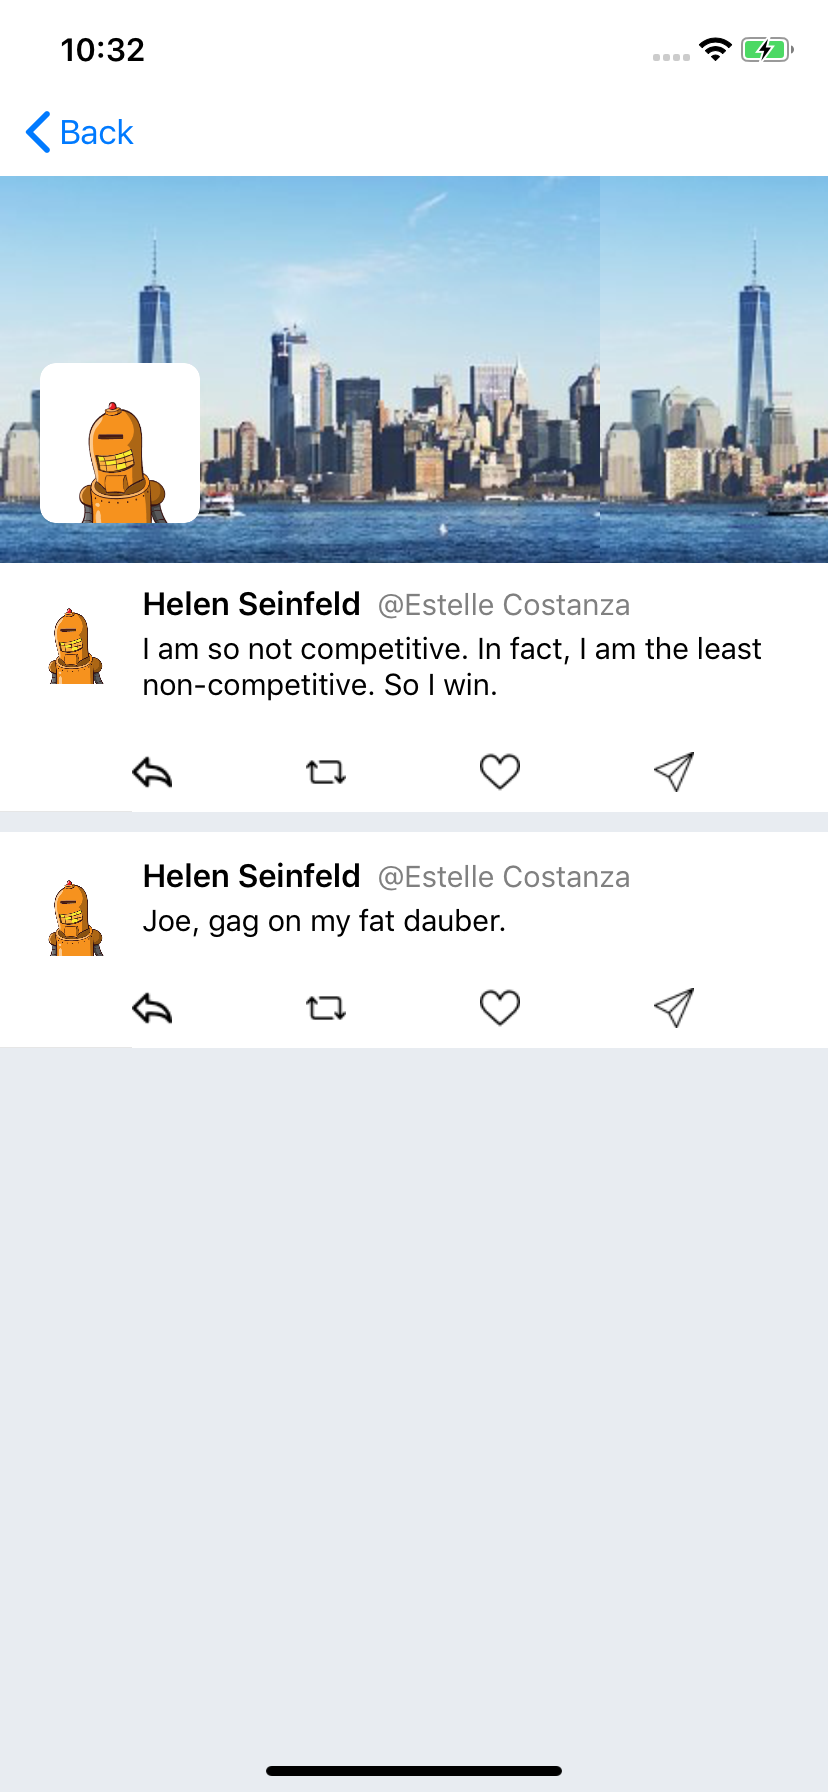 10:32
Back
Helen Seinfeld @Estelle Costanza
I am so not competitive. In fact, I am the least
non-competitive. So I win.
Helen Seinfeld @Estelle Costanza
Joe, gag on my fat dauber.